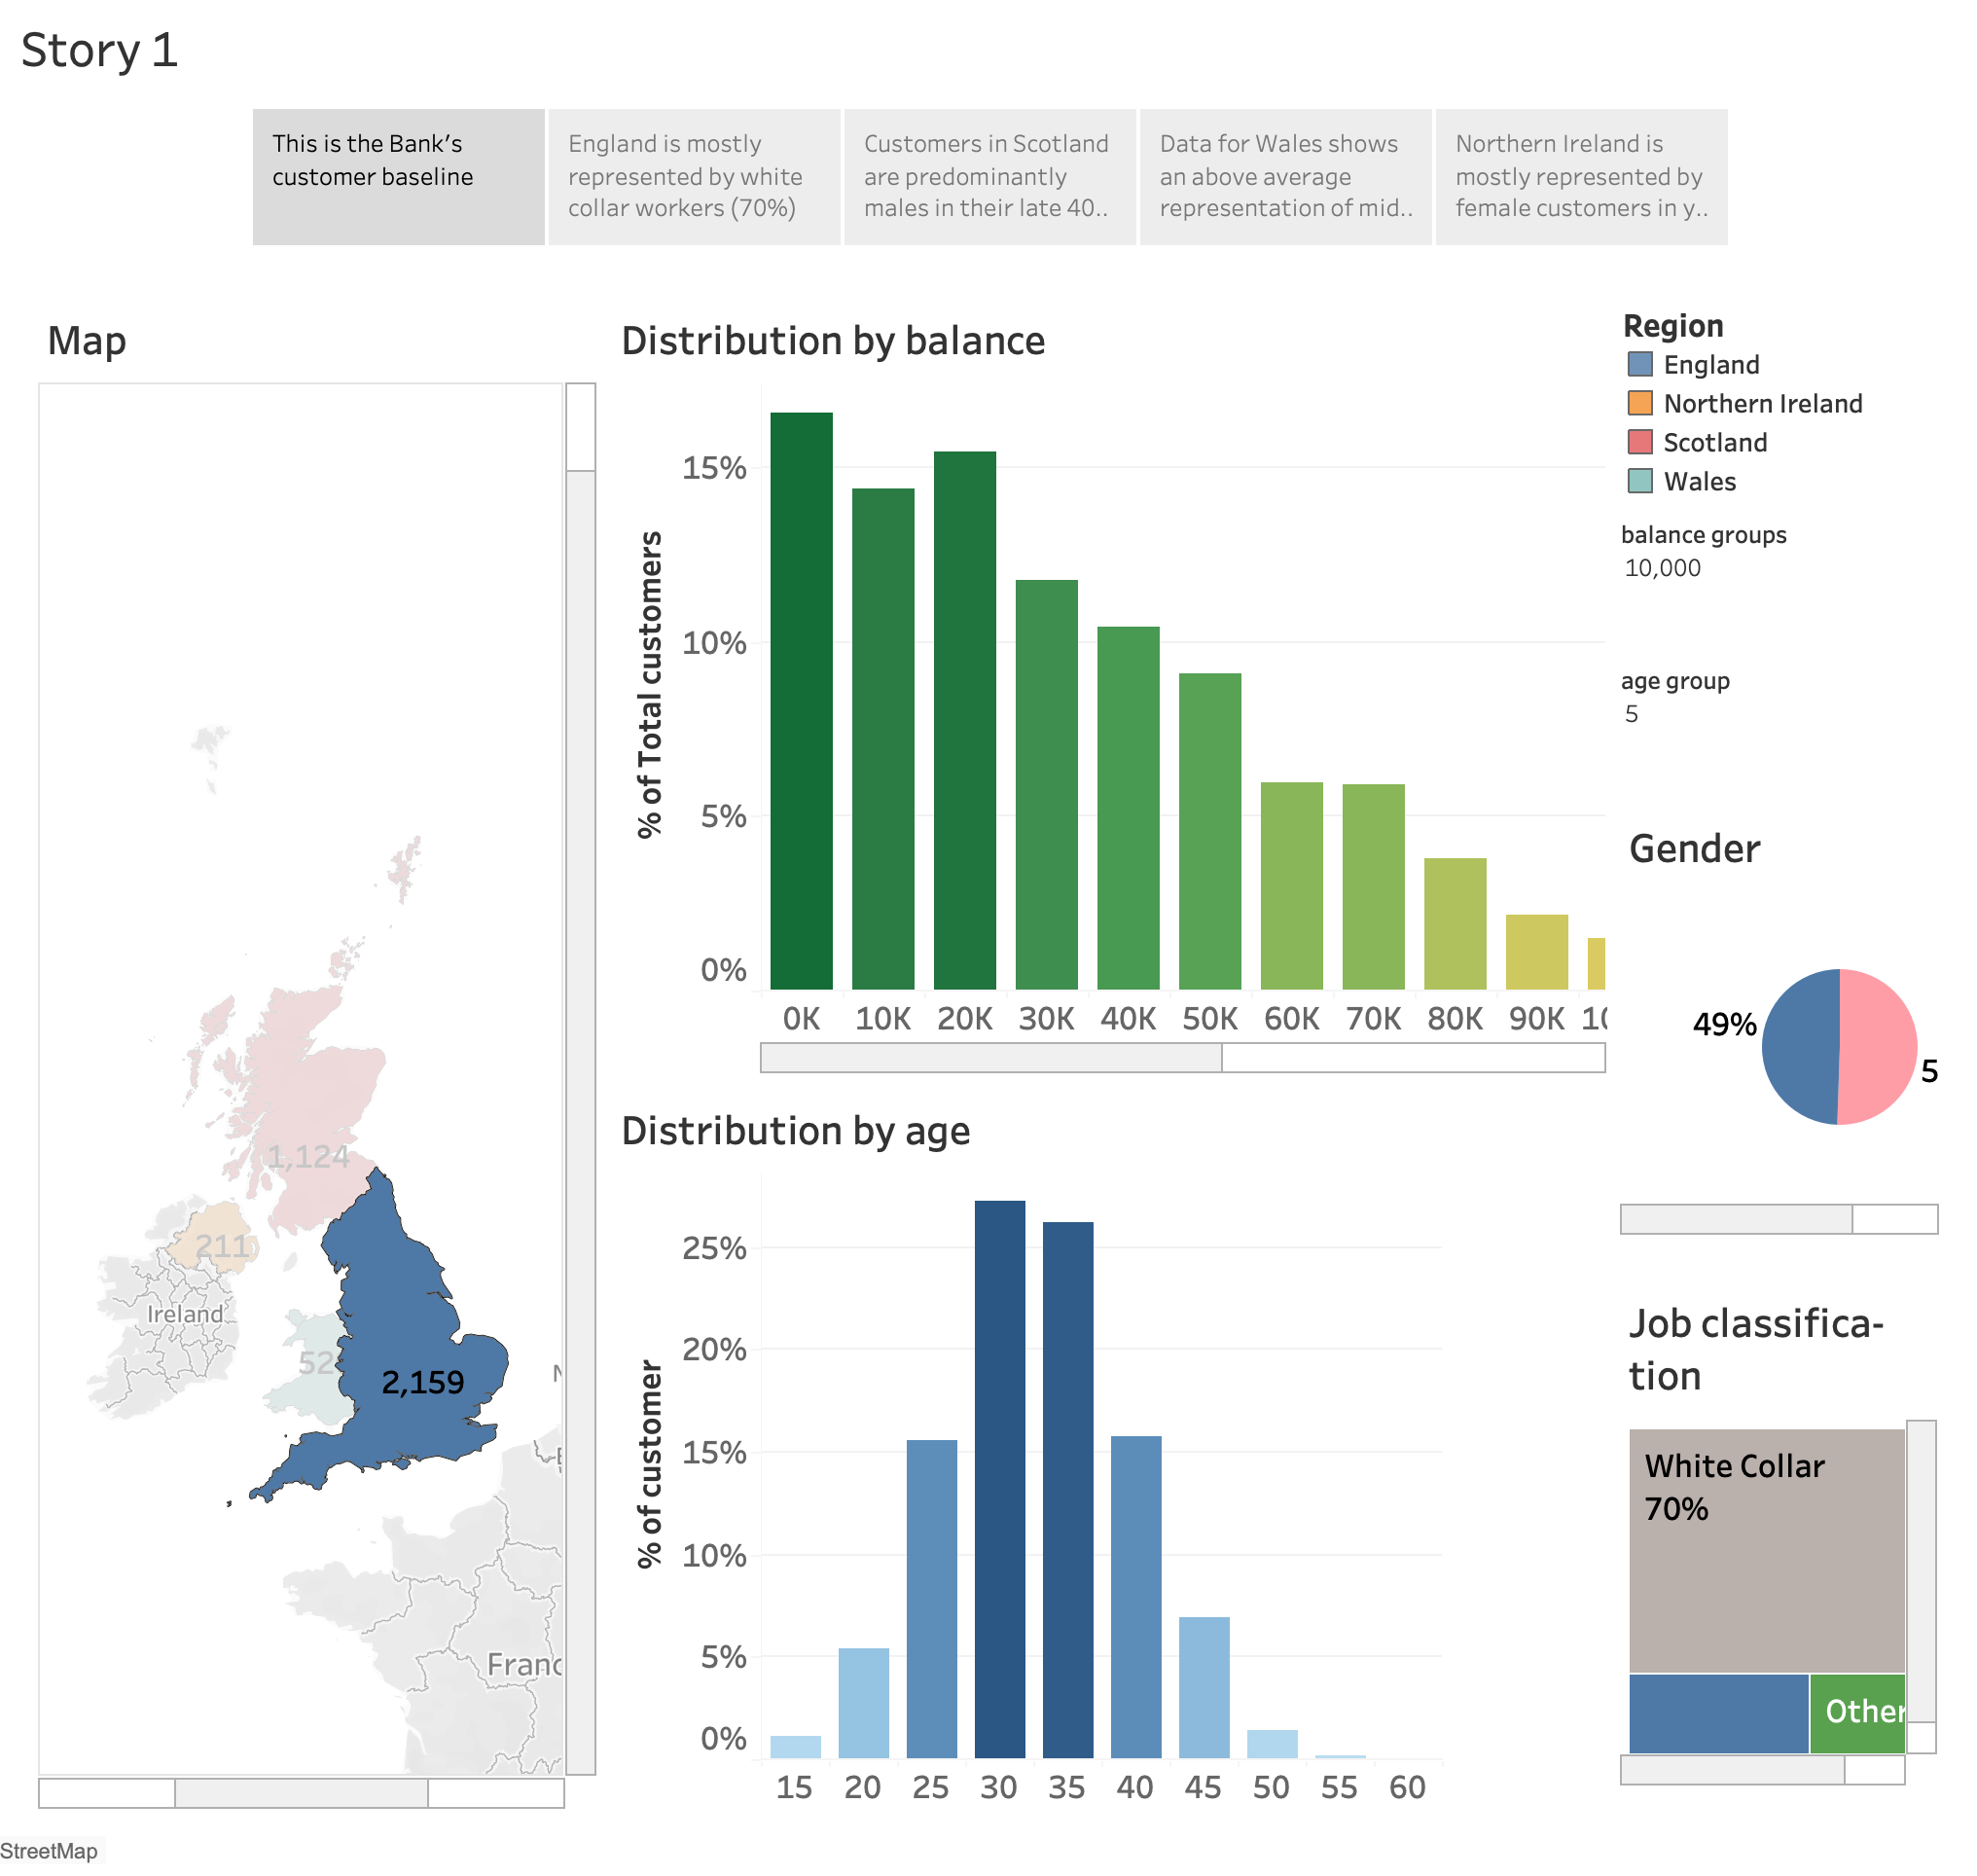 Story 1
This is the Bank's
customer baseline
England is mostly
represented by white
collar workers (70%)
Customers in Scotland
are predominantly
males in their late 40..
Data for Wales shows
an above average
representation of mid..
Northern Ireland is
mostly represented by
female customers in y..
Map
1,124
211
Ireland
52
2,159
Franc
StreetMap
Distribution by balance
% of Total customers
15%
10%
5%
0%
0K 10K 20K 30K 40K 50K 60K 70K 80K 90K 10
Distribution by age
% of customer
25%
20%
15%
10%
5%
0%
15 20 25 30 35 40 45 50 55 60
Region
England
Northern Ireland
Scotland
Wales
balance groups
10,000
age group
5
Gender
49%
5
Job classifica-
tion
White Collar
70%
Other